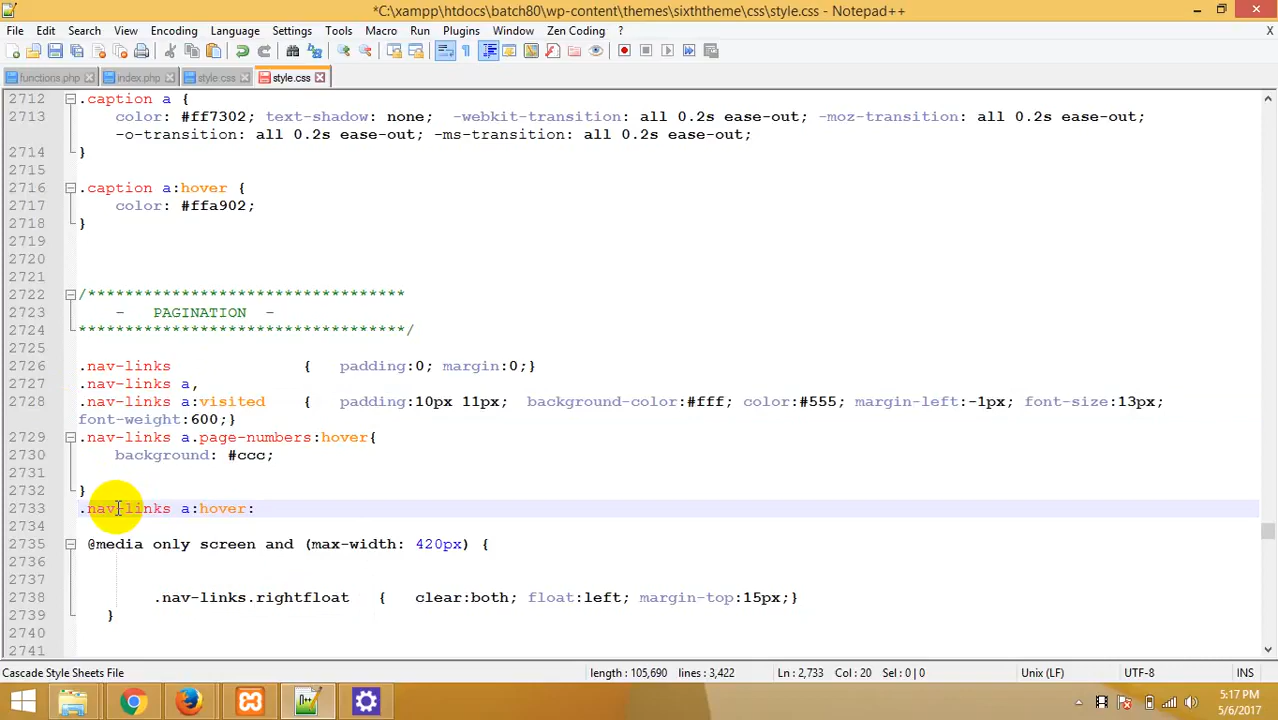 *C:\xampp\htdocs\batch80\wp-content\themes\sixththeme\css\style.css - Notepad++
File Edit Search View Encoding Language Settings Tools Macro Run Plugins Window Zen Coding ? X
functions.php index.php style.css style.css
2712 .caption a {
2713 color: #ff7302; text-shadow: none; -webkit-transition: all 0.2s ease-out; -moz-transition: all 0.2s ease-out;
-o-transition: all 0.2s ease-out; -ms-transition: all 0.2s ease-out;
2714 }
2715
2716 .caption a:hover {
2717 color: #ffa902;
2718 }
2719
2720
2721
2722 /**********************************
2723 - PAGINATION -
2724 ***********************************/
2725
2726 .nav-links { padding:0; margin:0;}
2727 .nav-links a,
2728 .nav-links a:visited { padding:10px 11px; background-color:#fff; color:#555; margin-left:-1px; font-size:13px;
font-weight:600;}
2729 .nav-links a.page-numbers:hover{
2730 background: #ccc;
2731
2732 }
2733 .nav-links a:hover:
2734
2735 @media only screen and (max-width: 420px) {
2736
2737
2738 .nav-links.rightfloat { clear:both; float:left; margin-top:15px;}
2739 }
2740
2741
Cascade Style Sheets File length : 105,690 lines : 3,422 Ln : 2,733 Col : 20 Sel : 0 | 0 Unix (LF) UTF-8 INS
5:17 PM
5/6/2017